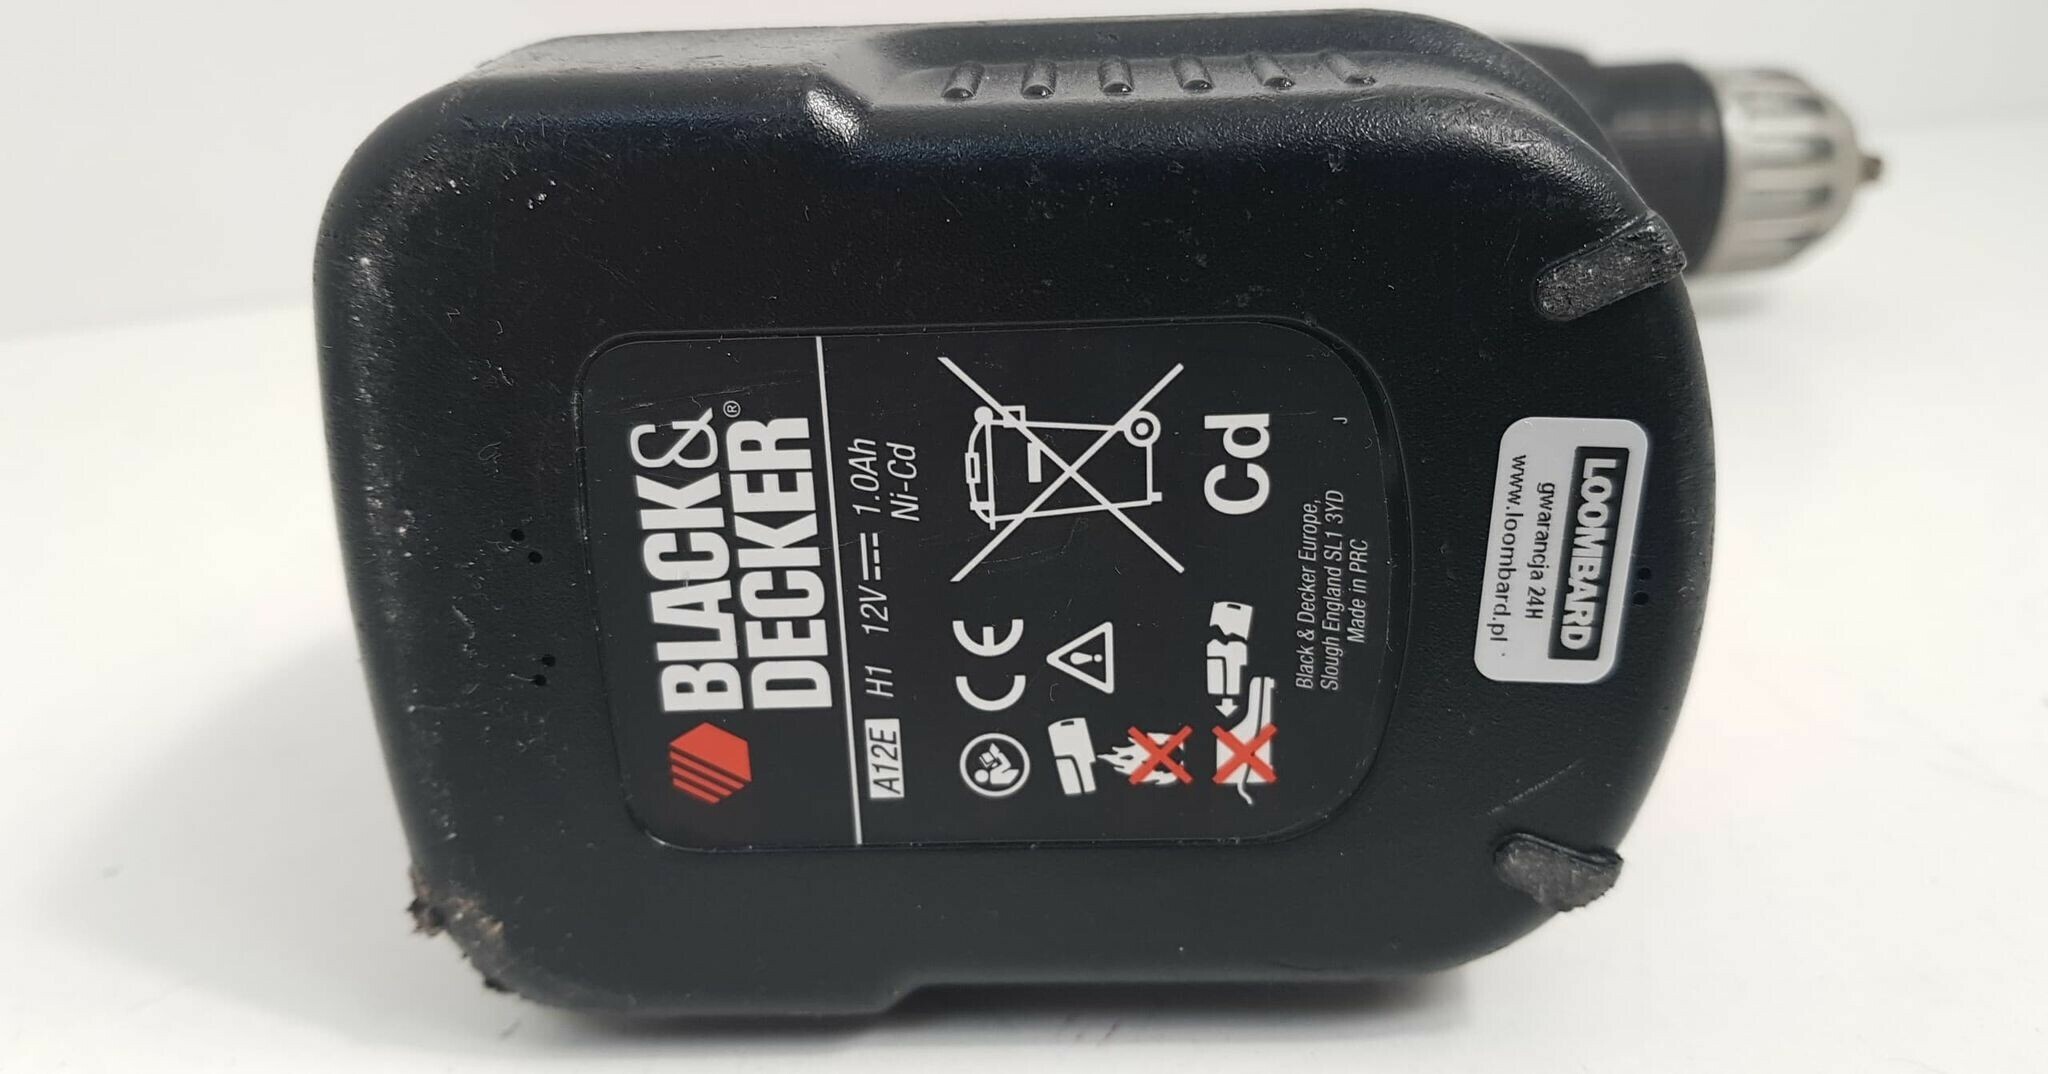 BLACK&
DECKER®
A12E H1 12V 1.0Ah
Ni-Cd
CE
Cd
Black & Decker Europe,
Slough England SL1 3YD
Made in PRC
J
LOOMBARD
gwarancja 24H
www.loombard.pl